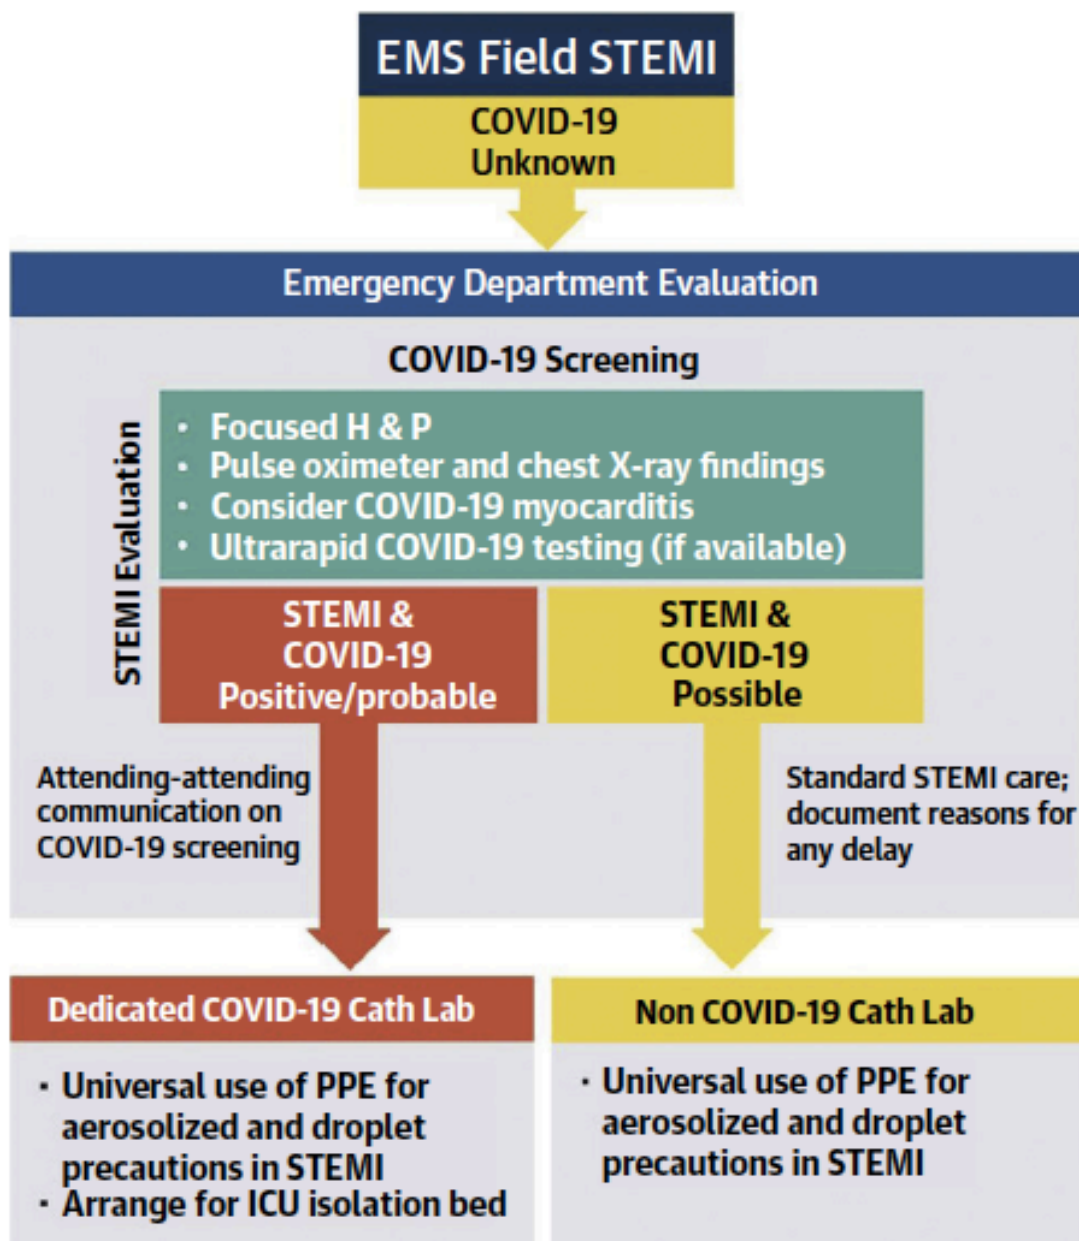 EMS Field STEMI
COVID-19
Unknown
Emergency Department Evaluation
COVID-19 Screening
STEMI Evaluation
• Focused H & P
• Pulse oximeter and chest X-ray findings
• Consider COVID-19 myocarditis
• Ultrarapid COVID-19 testing (if available)
STEMI &
COVID-19
Positive/probable
STEMI &
COVID-19
Possible
Attending-attending
communication on
COVID-19 screening
Standard STEMI care;
document reasons for
any delay
Dedicated COVID-19 Cath Lab
• Universal use of PPE for
aerosolized and droplet
precautions in STEMI
• Arrange for ICU isolation bed
Non COVID-19 Cath Lab
• Universal use of PPE for
aerosolized and droplet
precautions in STEMI